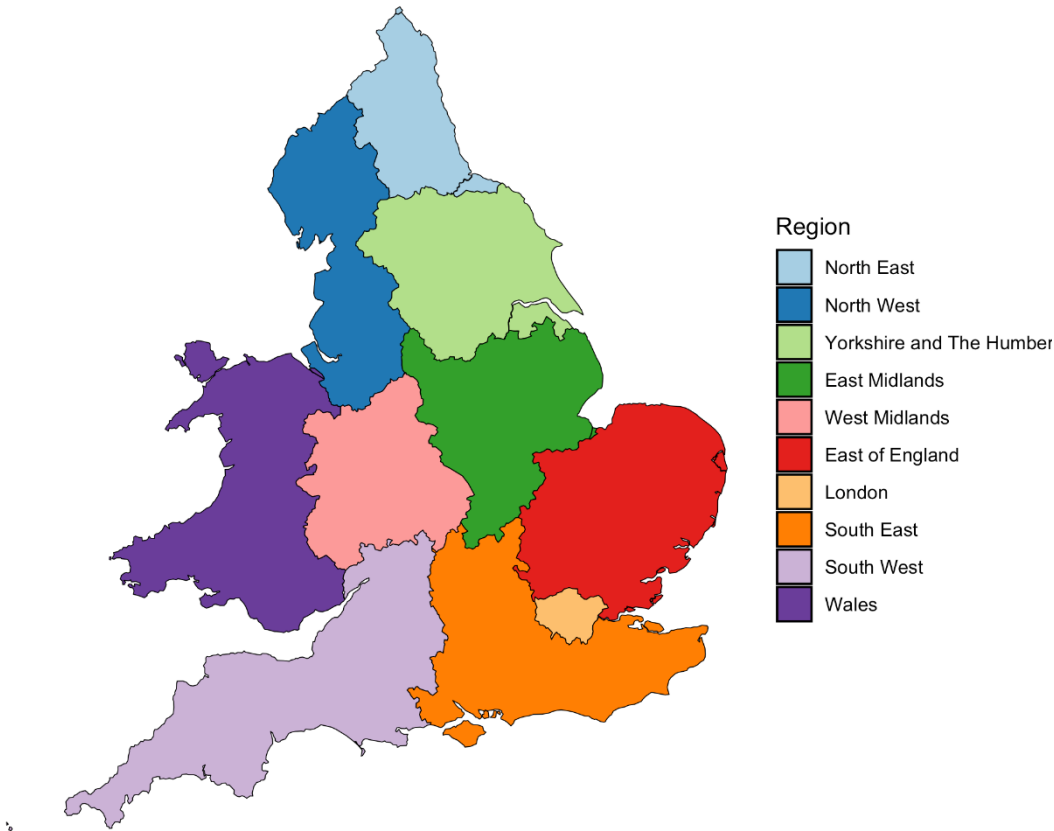 Region
North East
North West
Yorkshire and The Humber
East Midlands
West Midlands
East of England
London
South East
South West
Wales